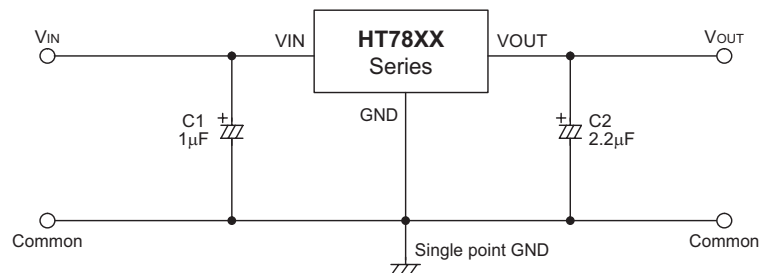 VIN
VIN
HT78XX
Series
VOUT
VOUT
GND
+
C1
1μF
+
C2
2.2μF
Common
Single point GND
Common